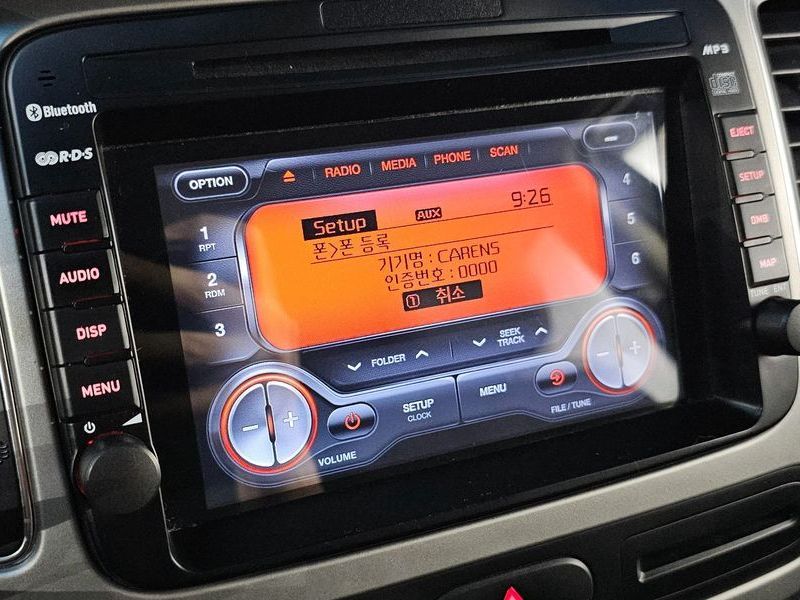 MP3
Bluetooth
R·D·S
MUTE
AUDIO
DISP
MENU
EJECT
SETUP
DMB
MAP
TUNE
OPTION
RADIO
MEDIA
PHONE
SCAN
1
RPT
2
RDM
3
4
5
6
Setup
AUX
9:26
폰>폰 등록
기기명 : CARENS
인증번호 : 0000
① 취소
FOLDER
SEEK
TRACK
VOLUME
SETUP
CLOCK
MENU
FILE / TUNE